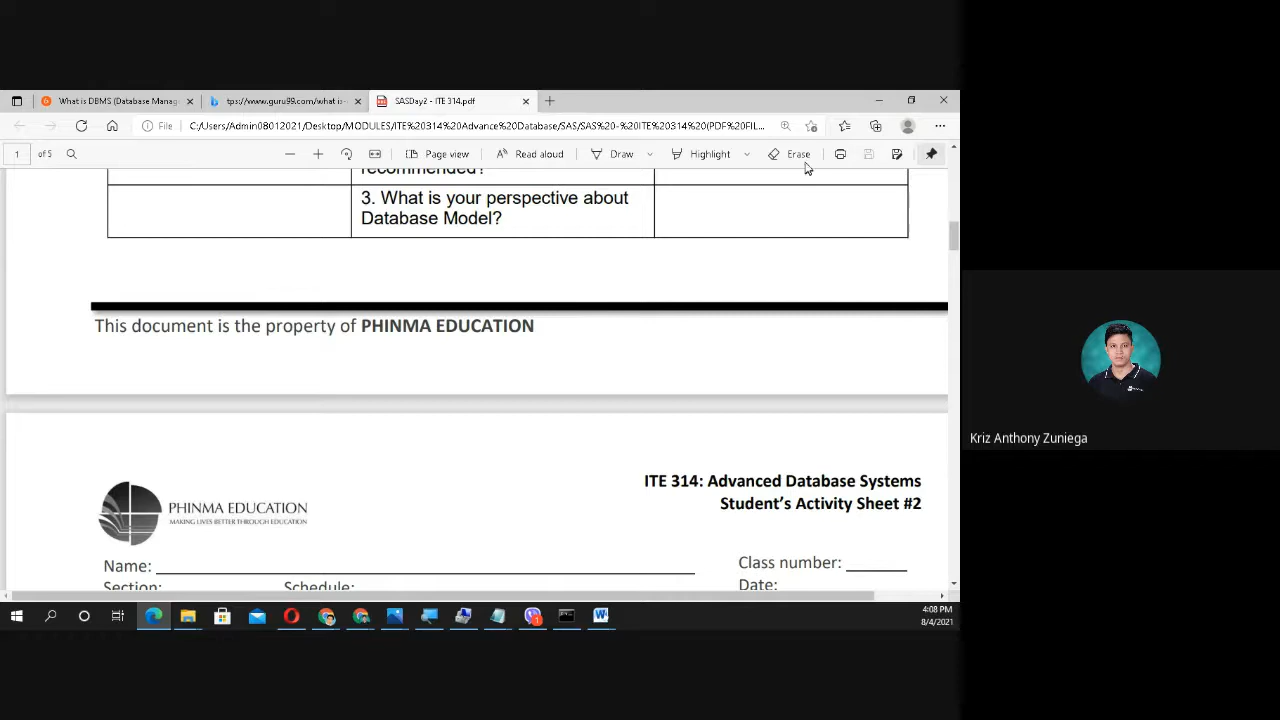 What is DBMS (Database Manag
tps://www.guru99.com/what-is-
SASDay2 - ITE 314.pdf
File
C:/Users/Admin08012021/Desktop/MODULES/ITE%20314%20Advance%20Database/SAS/SAS%20-%20ITE%20314%20(PDF%20FIL...
1 of 5
Page view
Read aloud
Draw
Highlight
Erase
recommended?
3. What is your perspective about
Database Model?
This document is the property of PHINMA EDUCATION
PHINMA EDUCATION
MAKING LIVES BETTER THROUGH EDUCATION
ITE 314: Advanced Database Systems
Student's Activity Sheet #2
Name:
Class number:
Section:
Schedule:
Date:
Kriz Anthony Zuniega
1
4:08 PM
8/4/2021